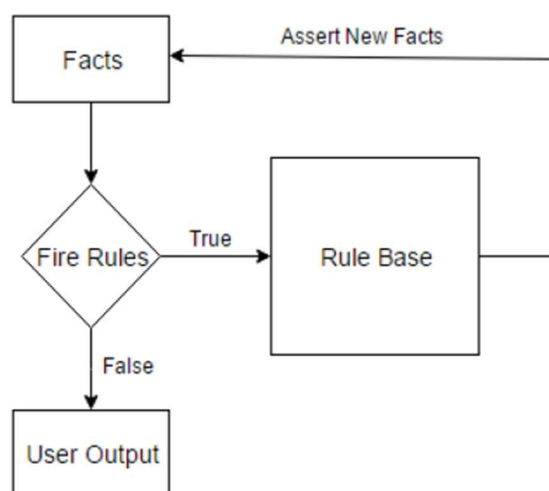 Assert New Facts
Facts
Fire Rules
True
Rule Base
False
User Output